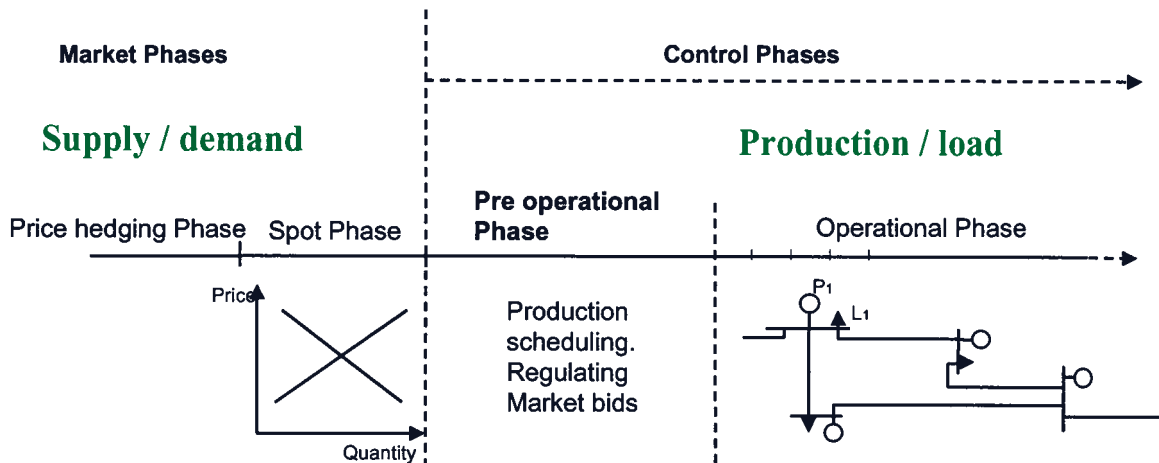 Market Phases
Control Phases
Supply / demand
Production / load
Pre operational
Phase
Price hedging Phase
Spot Phase
Operational Phase
Price
Quantity
Production
scheduling.
Regulating
Market bids
P1
L1